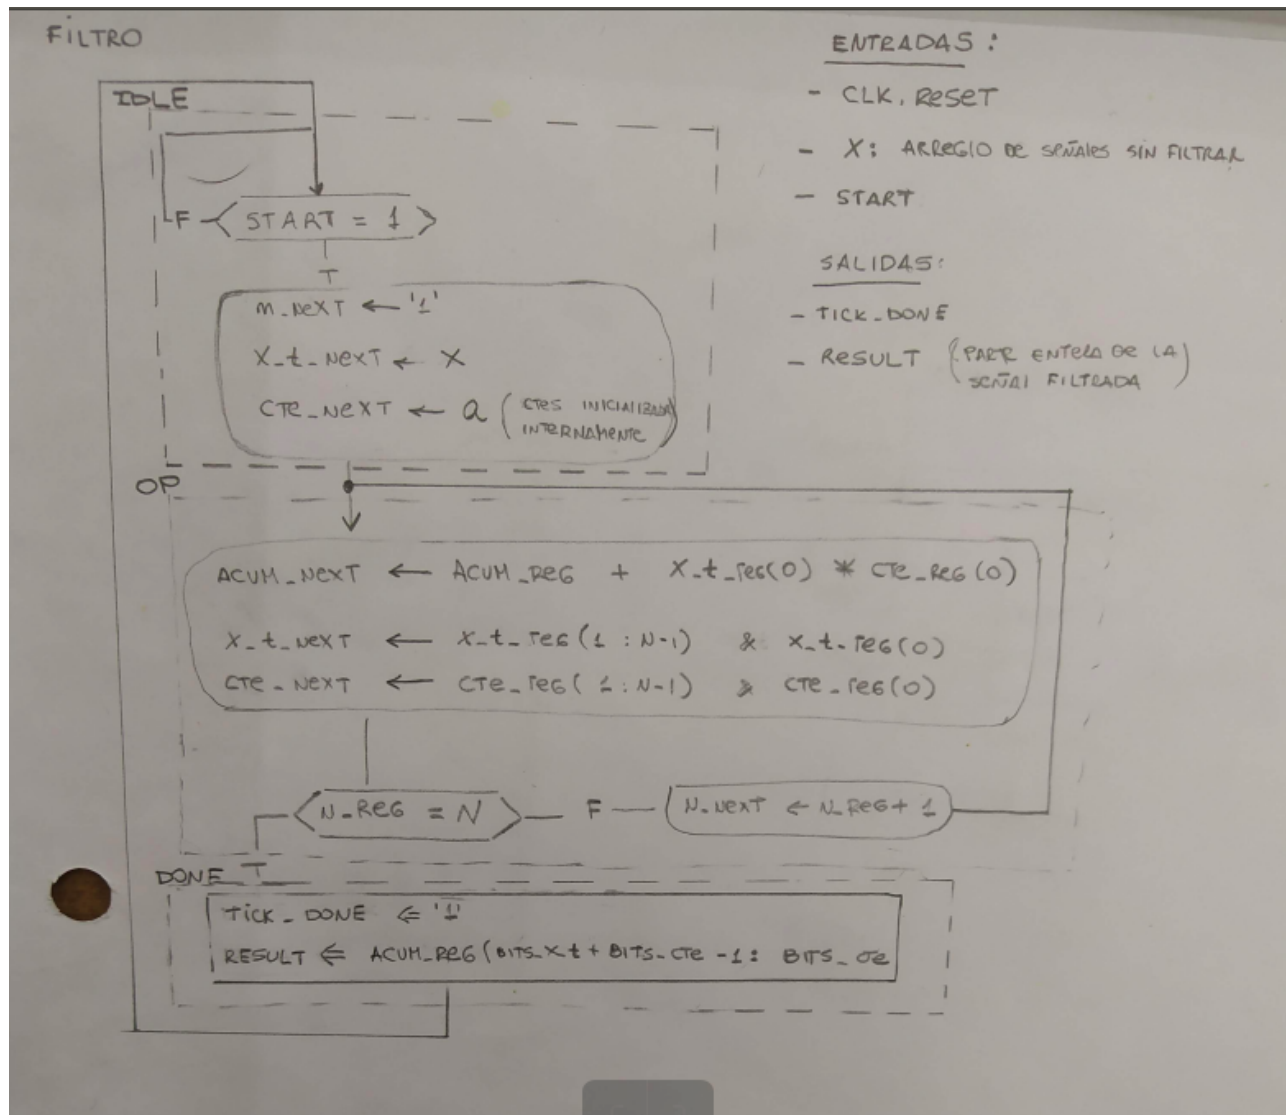 FILTRO
IDLE
F
START = 1
T
m_NEXT ← '1'
X_t_NEXT ← X
CTE_NEXT ← a (CTES INICIALIZADA
INTERNAMENTE)
OP
ACUM_NEXT ← ACUM_REG + X_t_reg(0) * CTE_REG(0)
X_t_NEXT ← X_t_reg(1 : N-1) & X_t_reg(0)
CTE_NEXT ← CTE_reg(1:N-1) & CTE_reg(0)
N_REG = N
F
N_NEXT ← N_REG + 1
T
DONE
TICK_DONE ⇐ '1'
RESULT ⇐ ACUM_REG(BITS_Xt + BITS_CTE -1: BITS_
ENTRADAS :
- CLK, RESET
- X: ARREGLO DE SEÑALES SIN FILTRAR
- START
SALIDAS:
- TICK_DONE
- RESULT (PARTE ENTERA DE LA
SEÑAL FILTRADA)